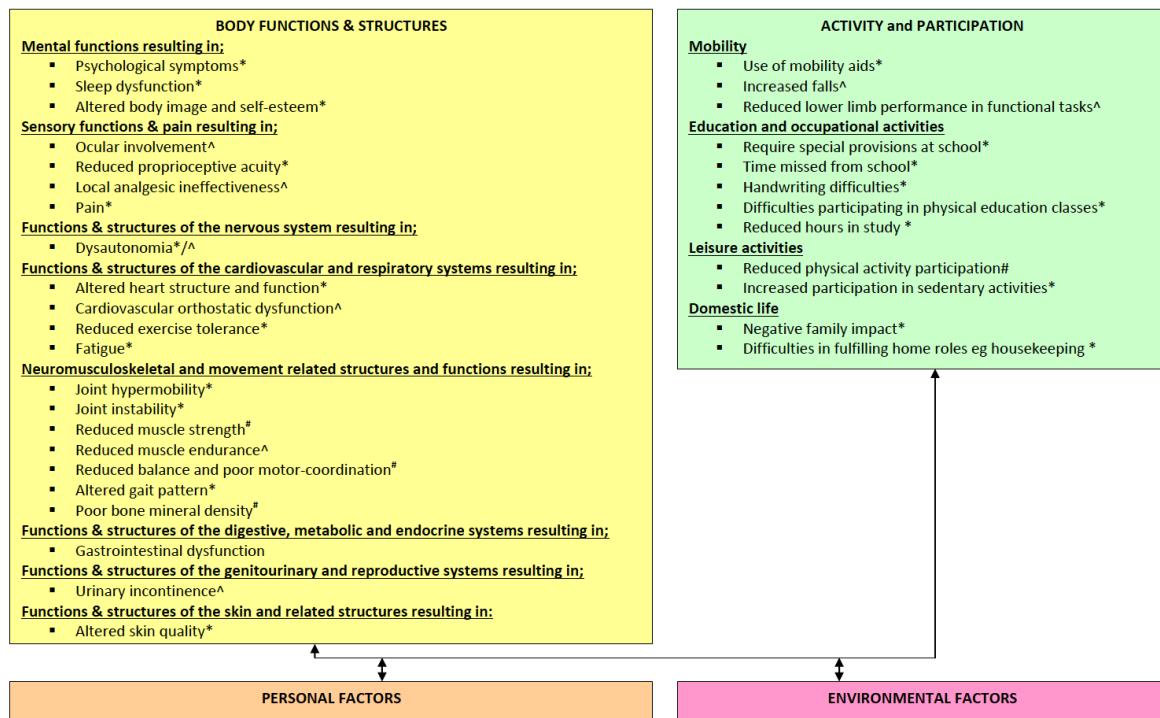 BODY FUNCTIONS & STRUCTURES
Mental functions resulting in;
▪ Psychological symptoms*
▪ Sleep dysfunction*
▪ Altered body image and self-esteem*
Sensory functions & pain resulting in;
▪ Ocular involvement^
▪ Reduced proprioceptive acuity*
▪ Local analgesic ineffectiveness^
▪ Pain*
Functions & structures of the nervous system resulting in;
▪ Dysautonomia*/^
Functions & structures of the cardiovascular and respiratory systems resulting in;
▪ Altered heart structure and function*
▪ Cardiovascular orthostatic dysfunction^
▪ Reduced exercise tolerance*
▪ Fatigue*
Neuromusculoskeletal and movement related structures and functions resulting in;
▪ Joint hypermobility*
▪ Joint instability*
▪ Reduced muscle strength#
▪ Reduced muscle endurance^
▪ Reduced balance and poor motor-coordination#
▪ Altered gait pattern*
▪ Poor bone mineral density#
Functions & structures of the digestive, metabolic and endocrine systems resulting in;
▪ Gastrointestinal dysfunction
Functions & structures of the genitourinary and reproductive systems resulting in;
▪ Urinary incontinence^
Functions & structures of the skin and related structures resulting in:
▪ Altered skin quality*
ACTIVITY and PARTICIPATION
Mobility
▪ Use of mobility aids*
▪ Increased falls^
▪ Reduced lower limb performance in functional tasks^
Education and occupational activities
▪ Require special provisions at school*
▪ Time missed from school*
▪ Handwriting difficulties*
▪ Difficulties participating in physical education classes*
▪ Reduced hours in study *
Leisure activities
▪ Reduced physical activity participation#
▪ Increased participation in sedentary activities*
Domestic life
▪ Negative family impact*
▪ Difficulties in fulfilling home roles eg housekeeping *
PERSONAL FACTORS
ENVIRONMENTAL FACTORS